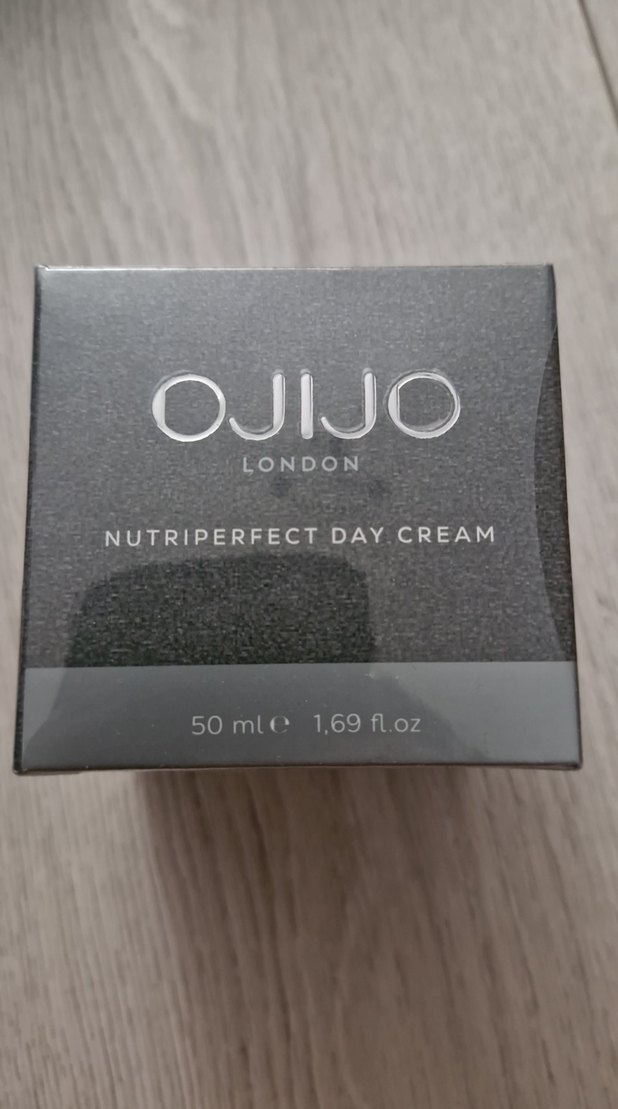 OJIJO
LONDON
NUTRIPERFECT DAY CREAM
50 ml ℮ 1,69 fl.oz